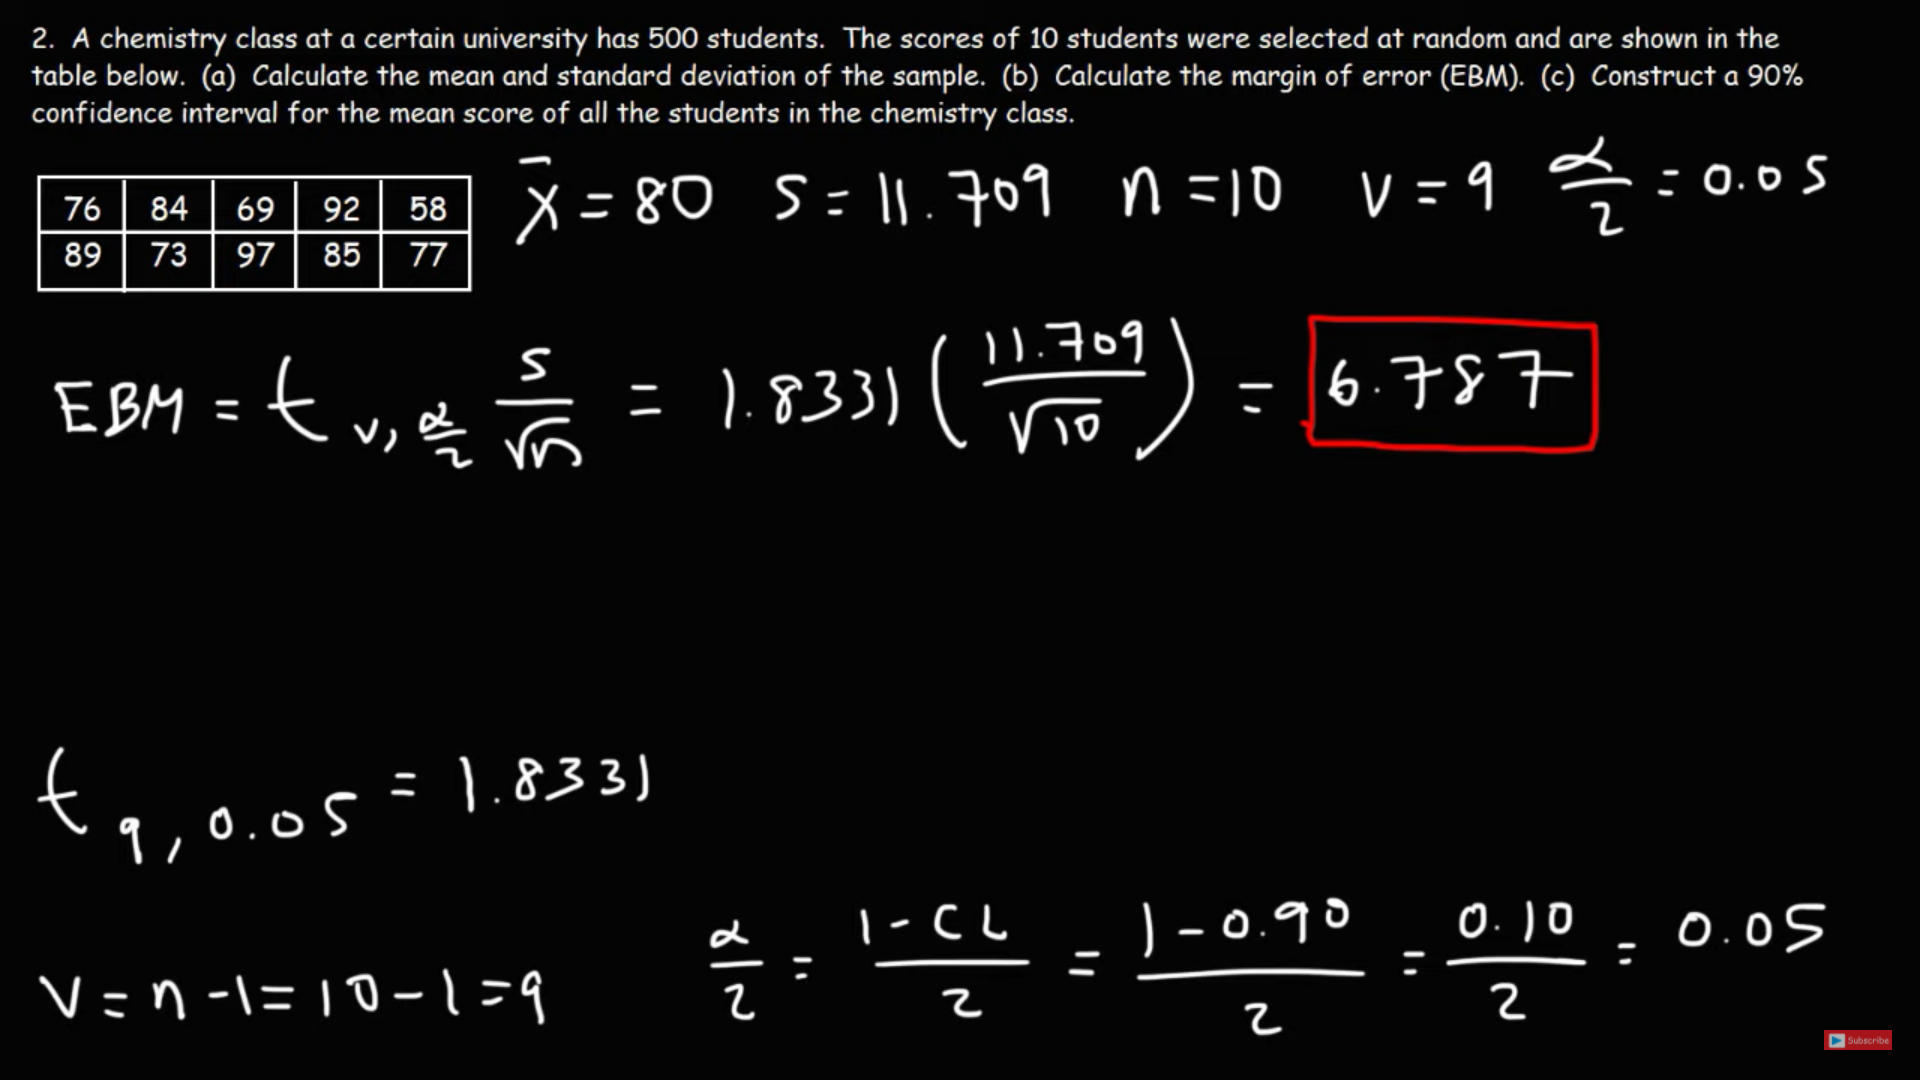 2. A chemistry class at a certain university has 500 students. The scores of 10 students were selected at random and are shown in the
table below. (a) Calculate the mean and standard deviation of the sample. (b) Calculate the margin of error (EBM). (c) Construct a 90%
confidence interval for the mean score of all the students in the chemistry class.
76 84 69 92 58
89 73 97 85 77
x̄ = 80 s = 11.709 n = 10 v = 9 α/2 = 0.05
EBM = t v, α/2 s/√n = 1.8331 (11.709/√10) = 6.787
t 9, 0.05 = 1.8331
v = n - 1 = 10 - 1 = 9
α/2 = 1 - CL/2 = 1 - 0.90/2 = 0.10/2 = 0.05
Subscribe